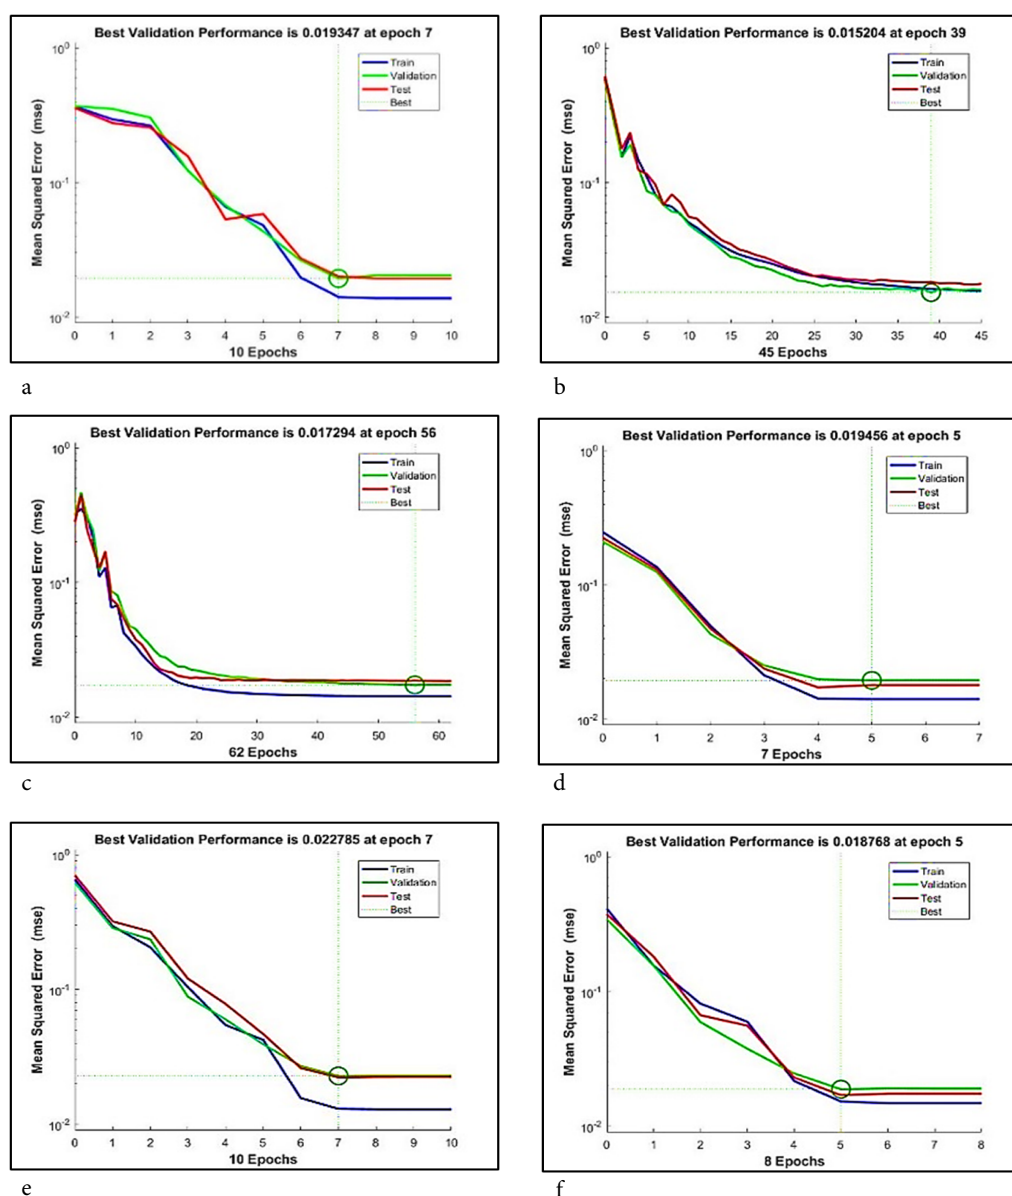 Best Validation Performance is 0.019347 at epoch 7
10^0
10^-1
10^-2
Mean Squared Error (mse)
Train
Validation
Test
Best
0 1 2 3 4 5 6 7 8 9 10
10 Epochs
a
Best Validation Performance is 0.015204 at epoch 39
10^0
10^-1
10^-2
Mean Squared Error (mse)
Train
Validation
Test
Best
0 5 10 15 20 25 30 35 40 45
45 Epochs
b
Best Validation Performance is 0.017294 at epoch 56
10^0
10^-1
10^-2
Mean Squared Error (mse)
Train
Validation
Test
Best
0 10 20 30 40 50 60
62 Epochs
c
Best Validation Performance is 0.019456 at epoch 5
10^0
10^-1
10^-2
Mean Squared Error (mse)
Train
Validation
Test
Best
0 1 2 3 4 5 6 7
7 Epochs
d
Best Validation Performance is 0.022785 at epoch 7
10^0
10^-1
10^-2
Mean Squared Error (mse)
Train
Validation
Test
Best
0 1 2 3 4 5 6 7 8 9 10
10 Epochs
e
Best Validation Performance is 0.018768 at epoch 5
10^0
10^-1
10^-2
Mean Squared Error (mse)
Train
Validation
Test
Best
0 1 2 3 4 5 6 7 8
8 Epochs
f